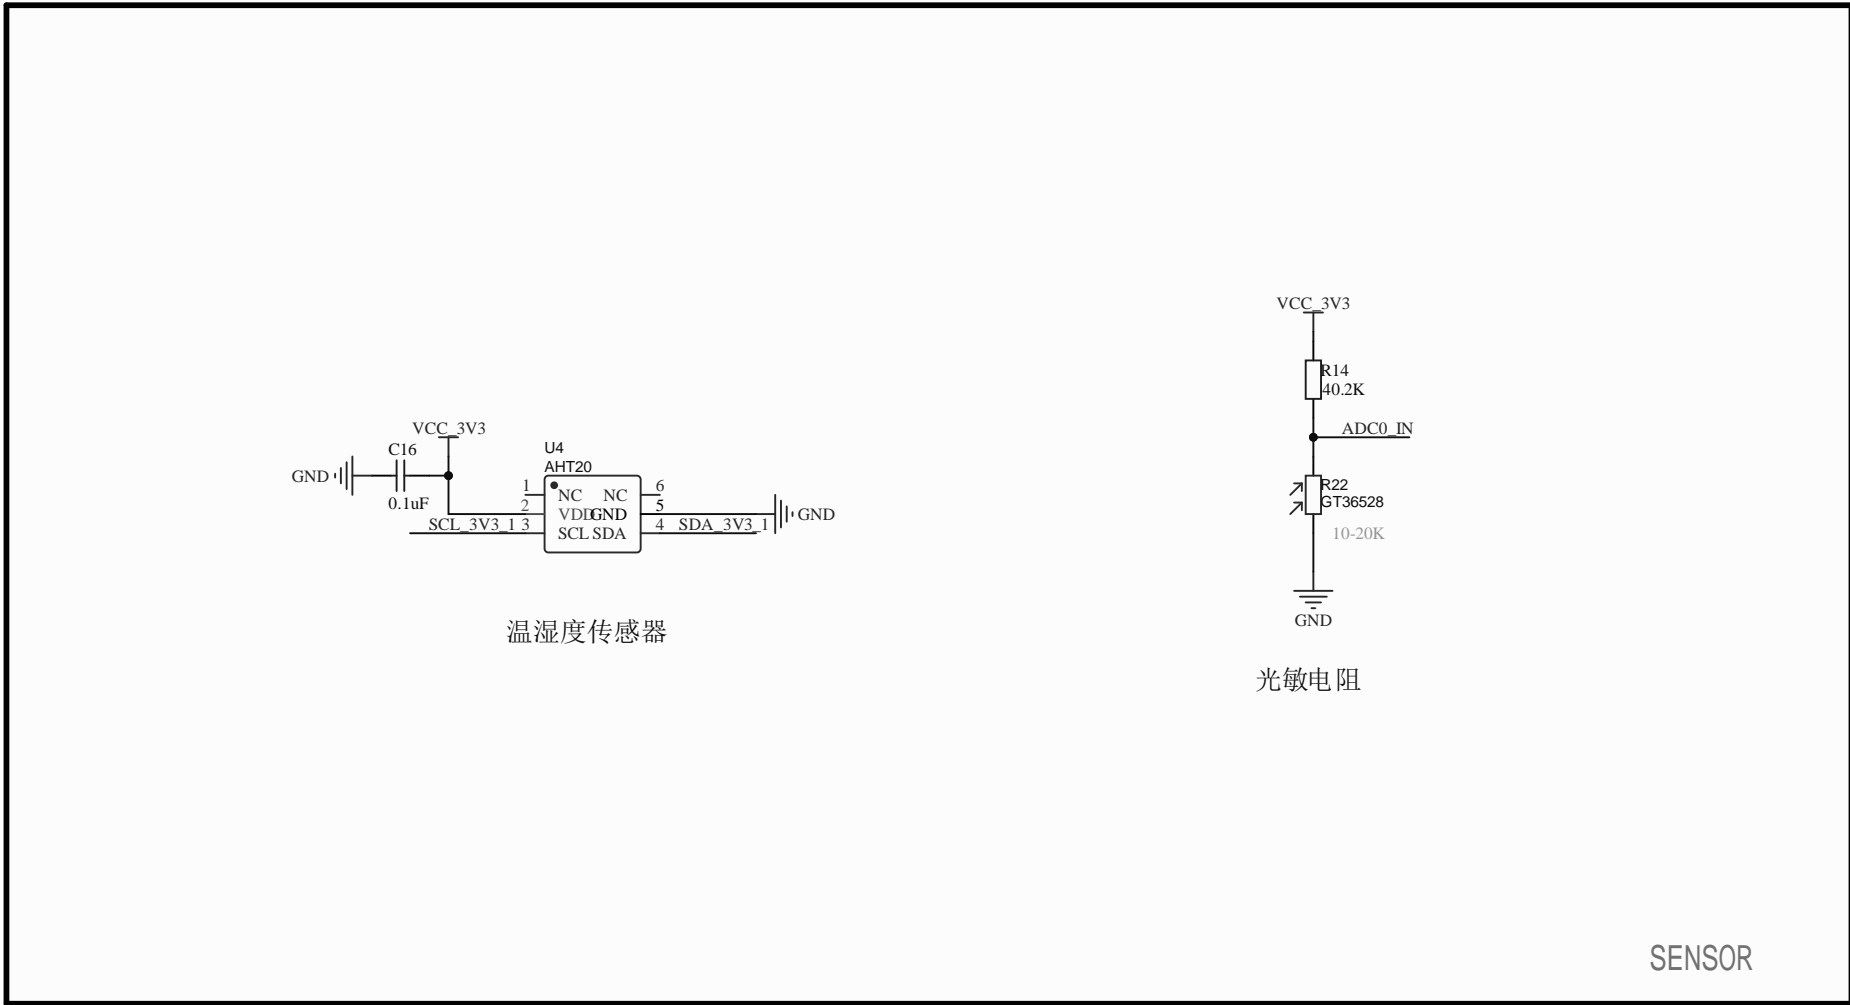 VCC_3V3
C16
GND
0.1uF
SCL_3V3_1
U4
AHT20
1
NC
NC
6
2
VDD
GND
5
3
SCL
SDA
4
SDA_3V3_1
GND
温湿度传感器
VCC_3V3
R14
40.2K
ADC0_IN
R22
GT36528
10-20K
GND
光敏电阻
SENSOR